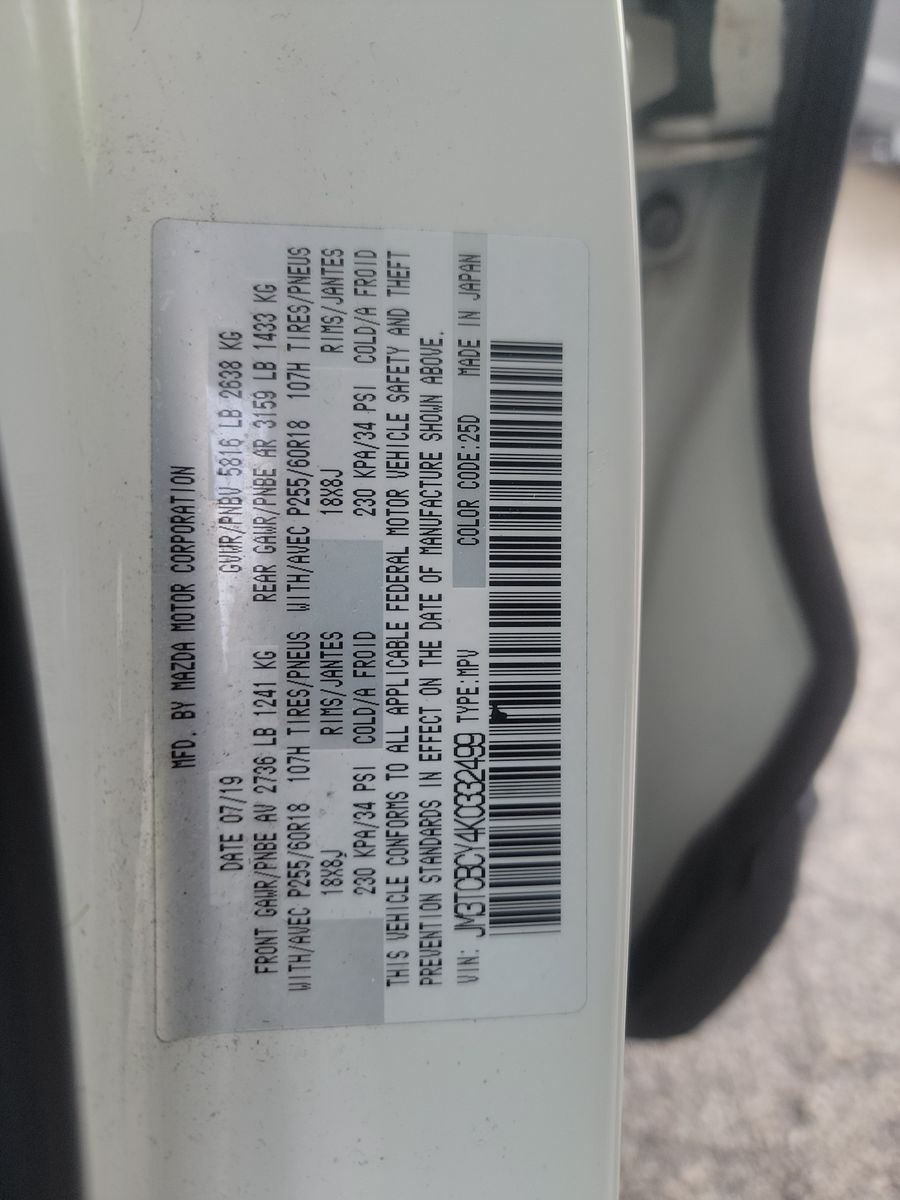 MFD. BY MAZDA MOTOR CORPORATION
DATE 07/19 GVWR/PNBV 5816 LB 2638 KG
FRONT GAWR/PNBE AV 2736 LB 1241 KG REAR GAWR/PNBE AR 3159 LB 1433 KG
WITH/AVEC P255/60R18 107H TIRES/PNEUS WITH/AVEC P255/60R18 107H TIRES/PNEUS
18X8J RIMS/JANTES 18X8J RIMS/JANTES
230 KPA/34 PSI COLD/A FROID 230 KPA/34 PSI COLD/A FROID
THIS VEHICLE CONFORMS TO ALL APPLICABLE FEDERAL MOTOR VEHICLE SAFETY AND THEFT
PREVENTION STANDARDS IN EFFECT ON THE DATE OF MANUFACTURE SHOWN ABOVE.
VIN: JM3TCBCY4K0332499 TYPE:MPV COLOR CODE:25D MADE IN JAPAN